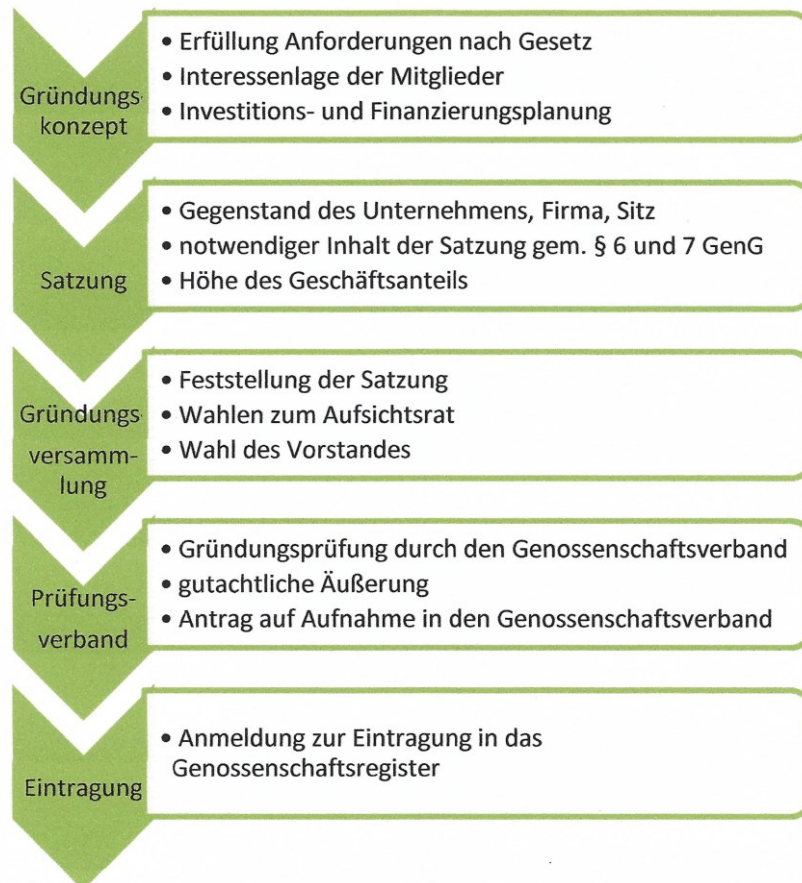 Gründungs-
konzept
• Erfüllung Anforderungen nach Gesetz
• Interessenlage der Mitglieder
• Investitions- und Finanzierungsplanung
Satzung
• Gegenstand des Unternehmens, Firma, Sitz
• notwendiger Inhalt der Satzung gem. § 6 und 7 GenG
• Höhe des Geschäftsanteils
Gründungs-
versamm-
lung
• Feststellung der Satzung
• Wahlen zum Aufsichtsrat
• Wahl des Vorstandes
Prüfungs-
verband
• Gründungsprüfung durch den Genossenschaftsverband
• gutachtliche Äußerung
• Antrag auf Aufnahme in den Genossenschaftsverband
Eintragung
• Anmeldung zur Eintragung in das
Genossenschaftsregister